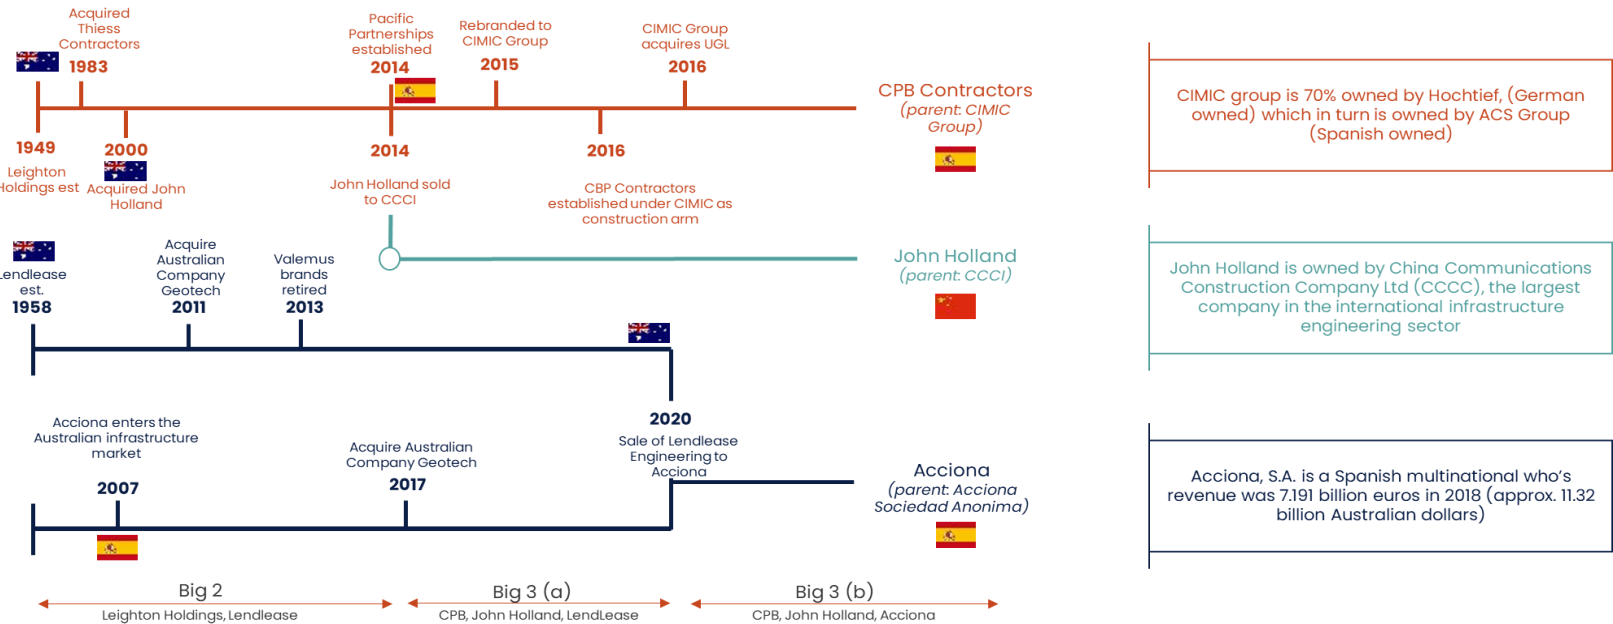 Acquired
Thiess
Contractors
1983
Pacific
Partnerships
established
2014
Rebranded to
CIMIC Group
2015
CIMIC Group
acquires UGL
2016
1949
Leighton
Holdings est
2000
Acquired John
Holland
2014
John Holland sold
to CCCI
2016
CBP Contractors
established under CIMIC as
construction arm
CPB Contractors
(parent: CIMIC
Group)
CIMIC group is 70% owned by Hochtief, (German
owned) which in turn is owned by ACS Group
(Spanish owned)
Lendlease
est.
1958
Acquire
Australian
Company
Geotech
2011
Valemus
brands
retired
2013
John Holland
(parent: CCCI)
John Holland is owned by China Communications
Construction Company Ltd (CCCC), the largest
company in the international infrastructure
engineering sector
2020
Sale of Lendlease
Engineering to
Acciona
Acciona enters the
Australian infrastructure
market
2007
Acquire Australian
Company Geotech
2017
Acciona
(parent: Acciona
Sociedad Anonima)
Acciona, S.A. is a Spanish multinational who's
revenue was 7.191 billion euros in 2018 (approx. 11.32
billion Australian dollars)
Big 2
Leighton Holdings, Lendlease
Big 3 (a)
CPB, John Holland, LendLease
Big 3 (b)
CPB, John Holland, Acciona